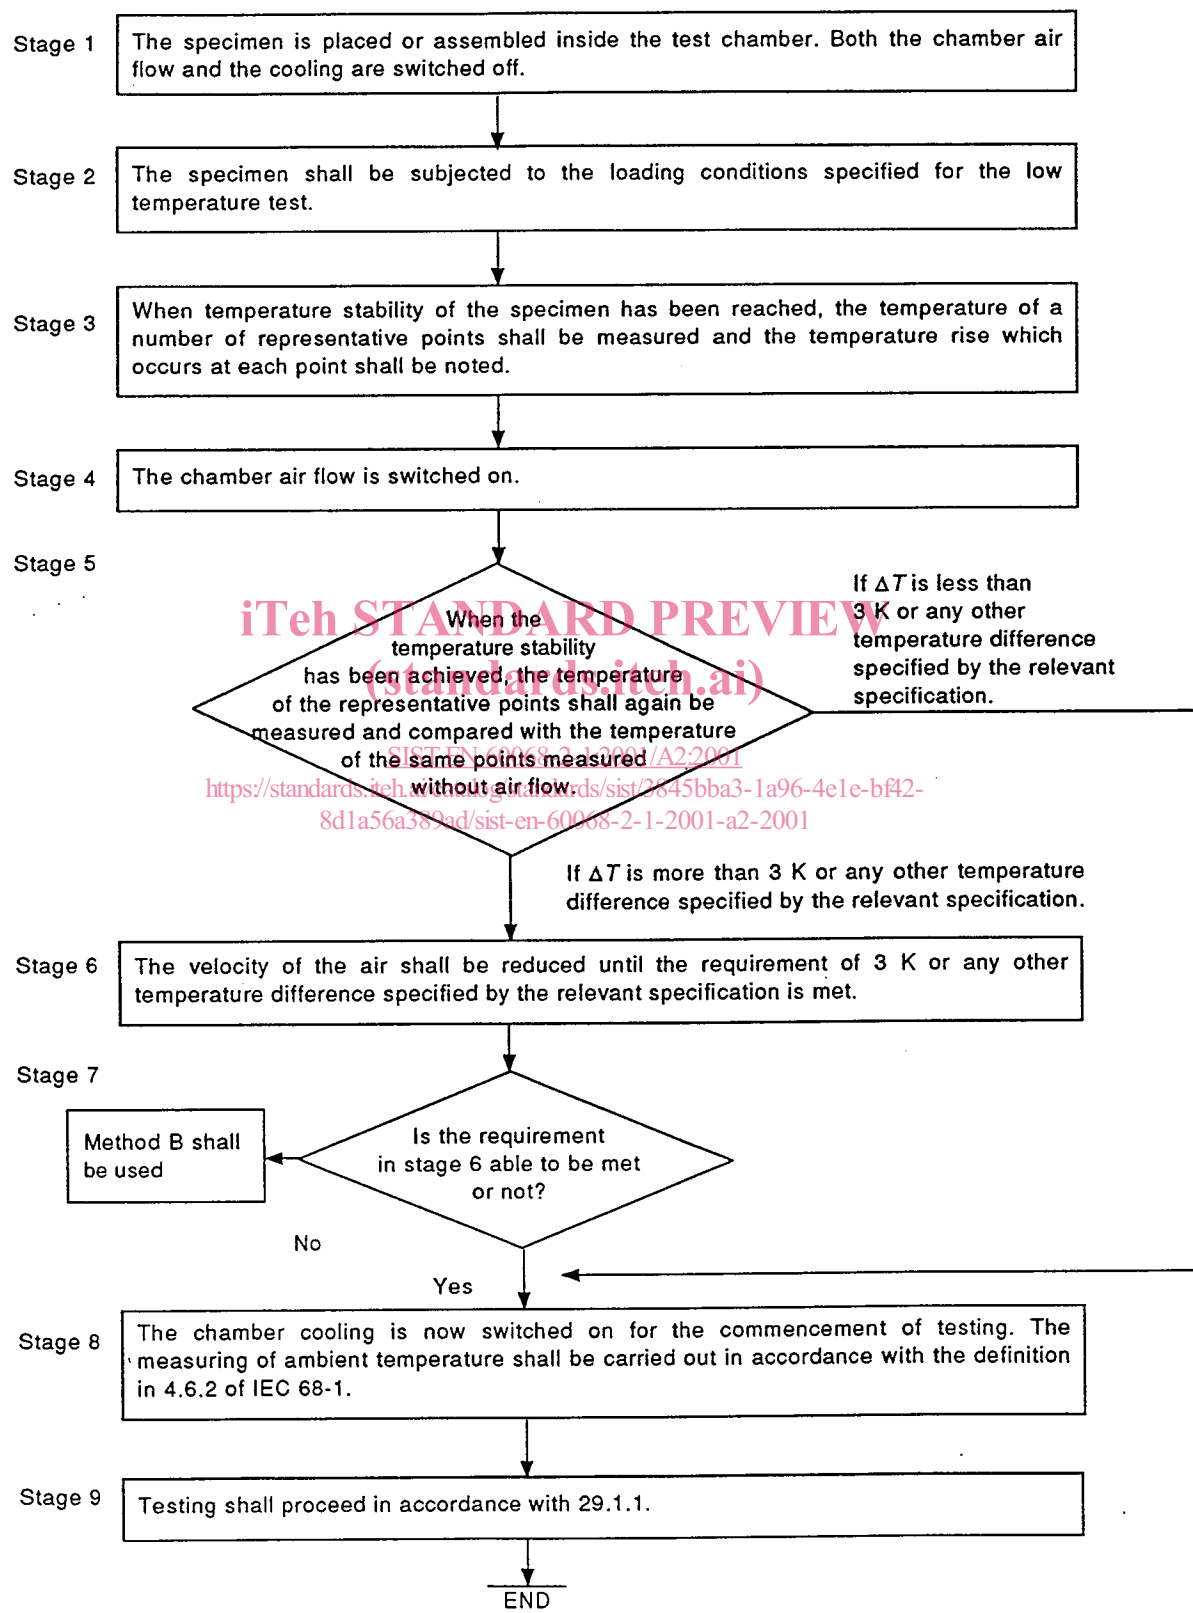 Stage 1
The specimen is placed or assembled inside the test chamber. Both the chamber air
flow and the cooling are switched off.
Stage 2
The specimen shall be subjected to the loading conditions specified for the low
temperature test.
Stage 3
When temperature stability of the specimen has been reached, the temperature of a
number of representative points shall be measured and the temperature rise which
occurs at each point shall be noted.
Stage 4
The chamber air flow is switched on.
Stage 5
When the
temperature stability
has been achieved, the temperature
of the representative points shall again be
measured and compared with the temperature
of the same points measured
without air flow.
If ΔT is less than
3 K or any other
temperature difference
specified by the relevant
specification.
iTeh STANDARD PREVIEW
(standards.iteh.ai)
SIST EN 60068-2-1:2001/A2:2001
https://standards.iteh.ai/catalog/standards/sist/3845bba3-1a96-4e1e-bf42-
8d1a56a389ad/sist-en-60068-2-1-2001-a2-2001
If ΔT is more than 3 K or any other temperature
difference specified by the relevant specification.
Stage 6
The velocity of the air shall be reduced until the requirement of 3 K or any other
temperature difference specified by the relevant specification is met.
Stage 7
Method B shall
be used
Is the requirement
in stage 6 able to be met
or not?
No
Yes
Stage 8
The chamber cooling is now switched on for the commencement of testing. The
measuring of ambient temperature shall be carried out in accordance with the definition
in 4.6.2 of IEC 68-1.
Stage 9
Testing shall proceed in accordance with 29.1.1.
END